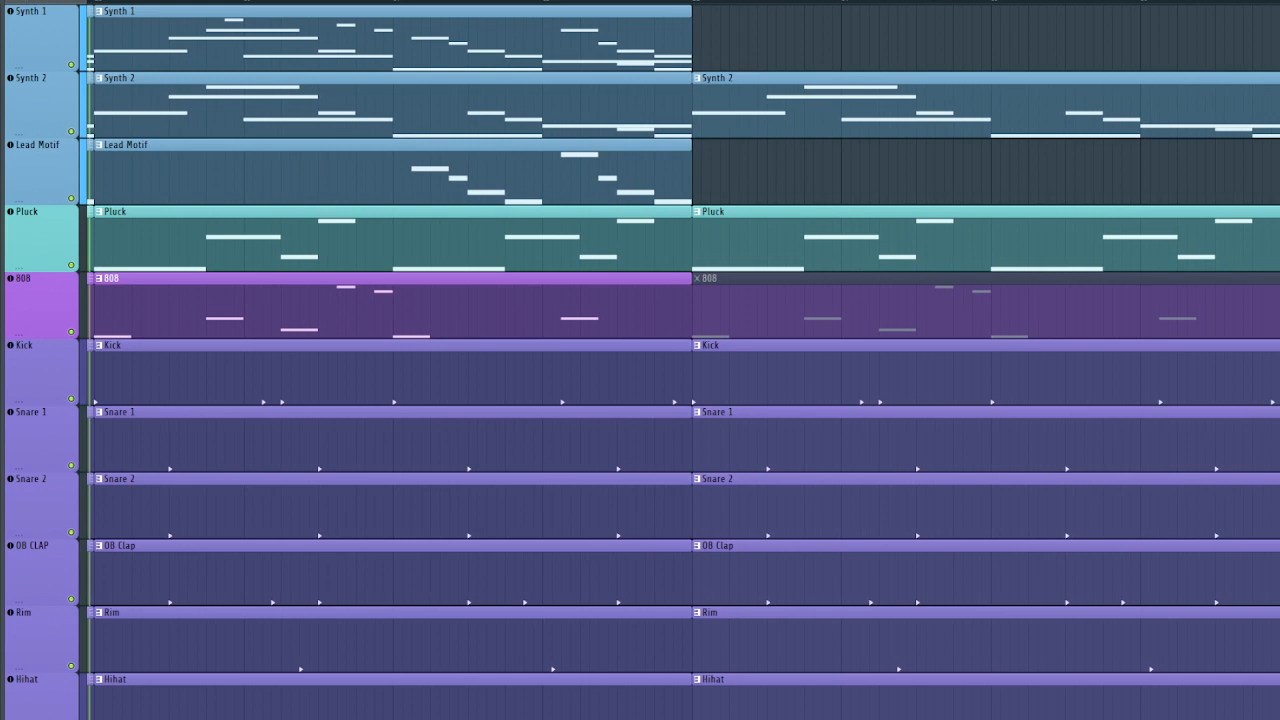 Synth 1 Synth 1
Synth 2 Synth 2 Synth 2
Lead Motif Lead Motif
Pluck Pluck Pluck
808 808 808
Kick Kick Kick
Snare 1 Snare 1 Snare 1
Snare 2 Snare 2 Snare 2
OB CLAP OB Clap OB Clap
Rim Rim Rim
Hihat Hihat Hihat